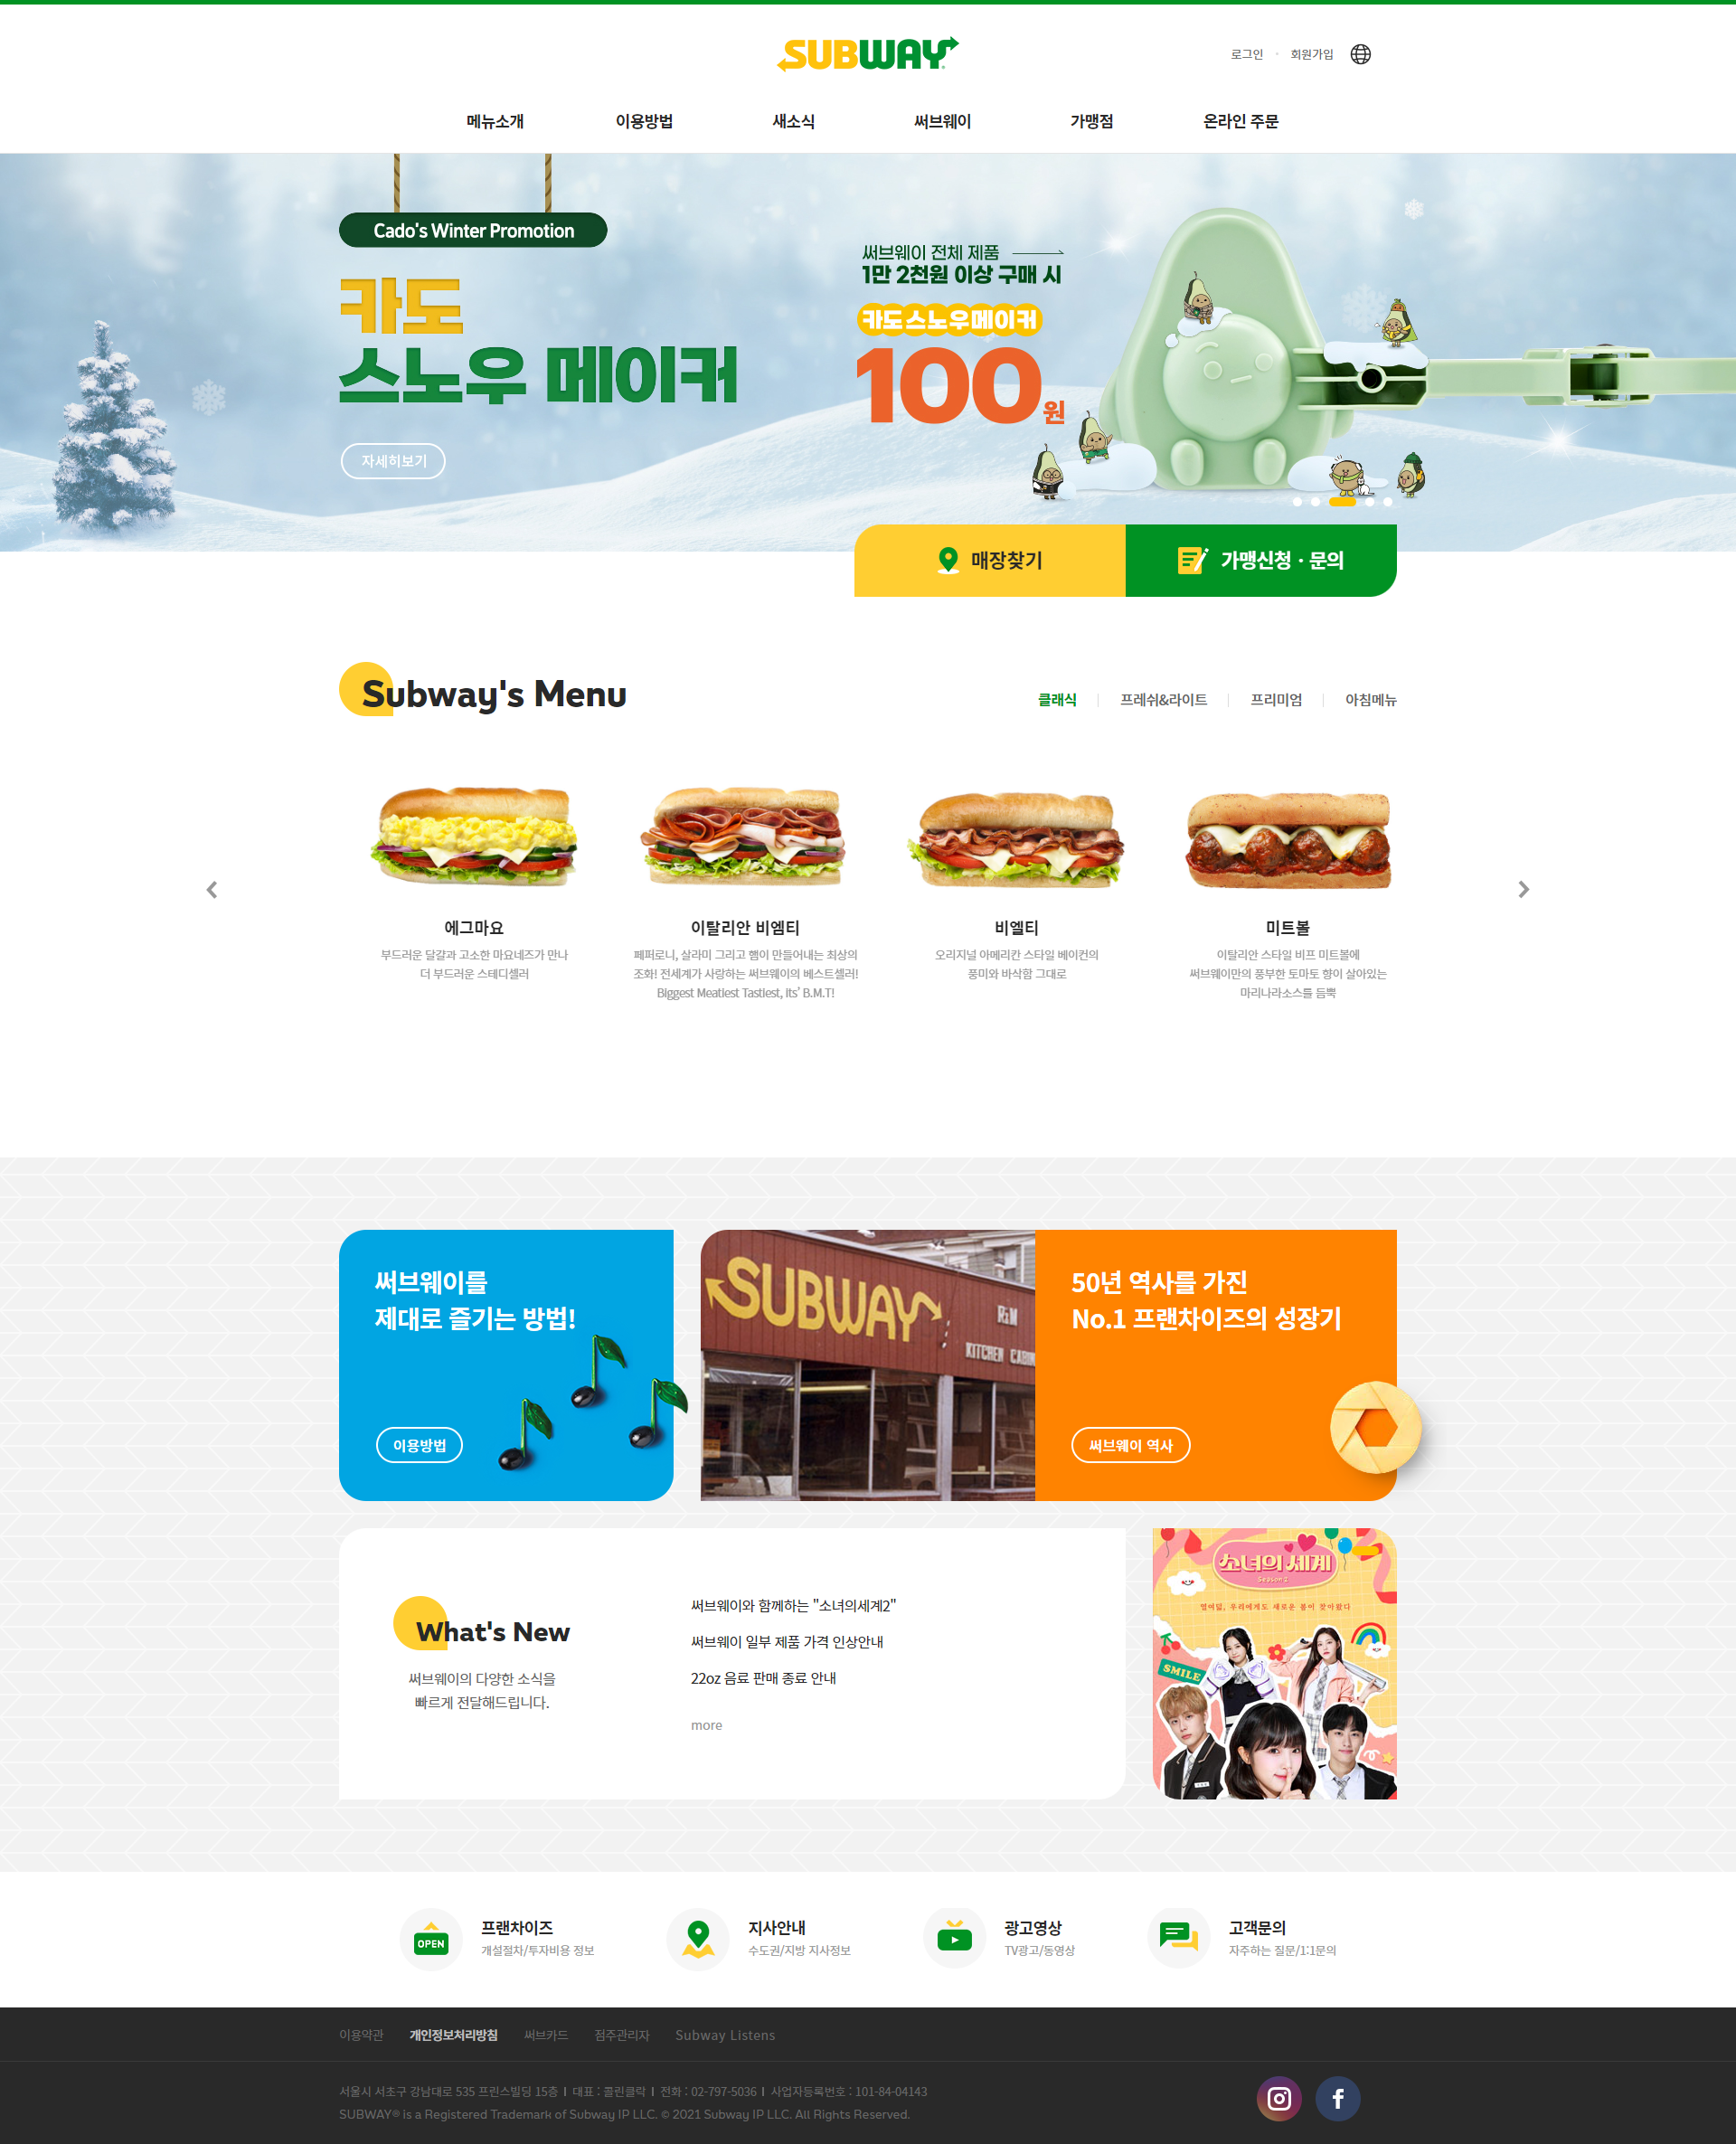 SUBWAY
로그인
회원가입
메뉴소개
이용방법
새소식
써브웨이
가맹점
온라인 주문
Cado's Winter Promotion
카도
스노우 메이커
자세히보기
써브웨이 전체 제품
1만 2천원 이상 구매 시
카도스노우메이커
100원
매장찾기
가맹신청 · 문의
Subway's Menu
클래식
프레쉬&라이트
프리미엄
아침메뉴
에그마요
부드러운 달걀과 고소한 마요네즈가 만나
더 부드러운 스테디셀러
이탈리안 비엠티
페퍼로니, 살라미 그리고 햄이 만들어내는 최상의
조화! 전세계가 사랑하는 써브웨이의 베스트셀러!
Biggest Meatiest Tastiest, its’ B.M.T!
비엘티
오리지널 아메리칸 스타일 베이컨의
풍미와 바삭함 그대로
미트볼
이탈리안 스타일 비프 미트볼에
써브웨이만의 풍부한 토마토 향이 살아있는
마리나라소스를 듬뿍
써브웨이를
제대로 즐기는 방법!
이용방법
SUBWAY
R&M
KITCHEN CABIN
50년 역사를 가진
No.1 프랜차이즈의 성장기
써브웨이 역사
What's New
써브웨이의 다양한 소식을
빠르게 전달해드립니다.
써브웨이와 함께하는 "소녀의세계2"
써브웨이 일부 제품 가격 인상안내
22oz 음료 판매 종료 안내
more
소녀의 세계
Season2
열여덟, 우리에게도 새로운 봄이 찾아왔다
SMILE
OPEN
프랜차이즈
개설절차/투자비용 정보
지사안내
수도권/지방 지사정보
광고영상
TV광고/동영상
고객문의
자주하는 질문/1:1문의
이용약관
개인정보처리방침
써브카드
점주관리자
Subway Listens
서울시 서초구 강남대로 535 프린스빌딩 15층 I 대표 : 콜린클락 I 전화 : 02-797-5036 I 사업자등록번호 : 101-84-04143
SUBWAY® is a Registered Trademark of Subway IP LLC. © 2021 Subway IP LLC. All Rights Reserved.